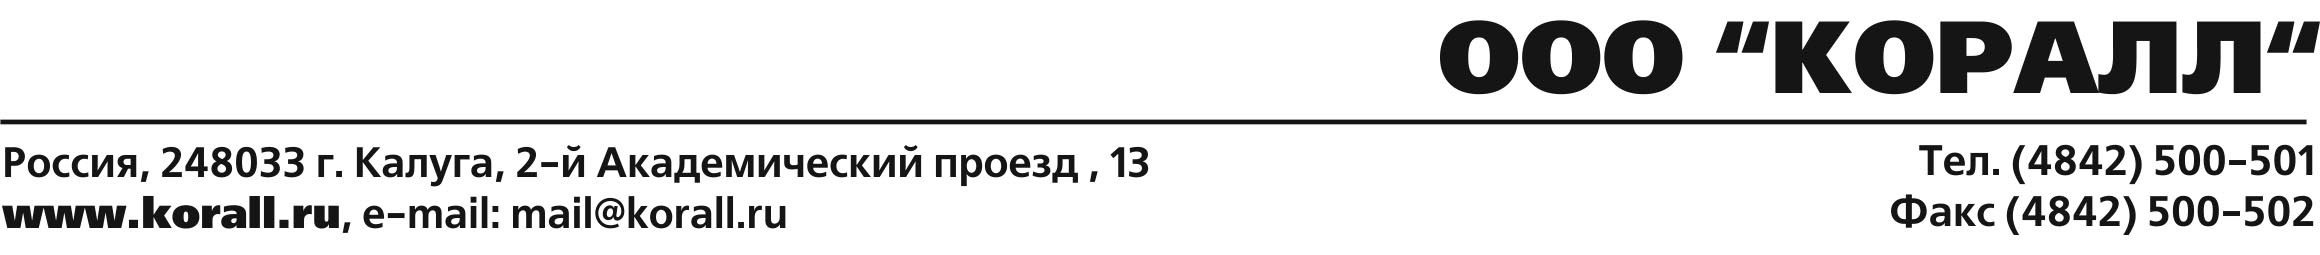 ООО “КОРАЛЛ“
Россия, 248033 г. Калуга, 2-й Академический проезд , 13
Тел. (4842) 500-501
www.korall.ru, e-mail: mail@korall.ru
Факс (4842) 500-502